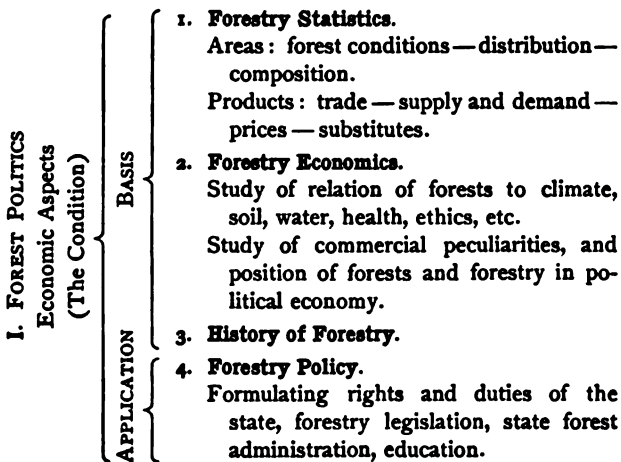 I. FOREST POLITICS
Economic Aspects
(The Condition)
BASIS
1. Forestry Statistics.
Areas: forest conditions—distribution—
composition.
Products: trade—supply and demand—
prices—substitutes.
2. Forestry Economics.
Study of relation of forests to climate,
soil, water, health, ethics, etc.
Study of commercial peculiarities, and
position of forests and forestry in po-
litical economy.
3. History of Forestry.
APPLICATION
4. Forestry Policy.
Formulating rights and duties of the
state, forestry legislation, state forest
administration, education.